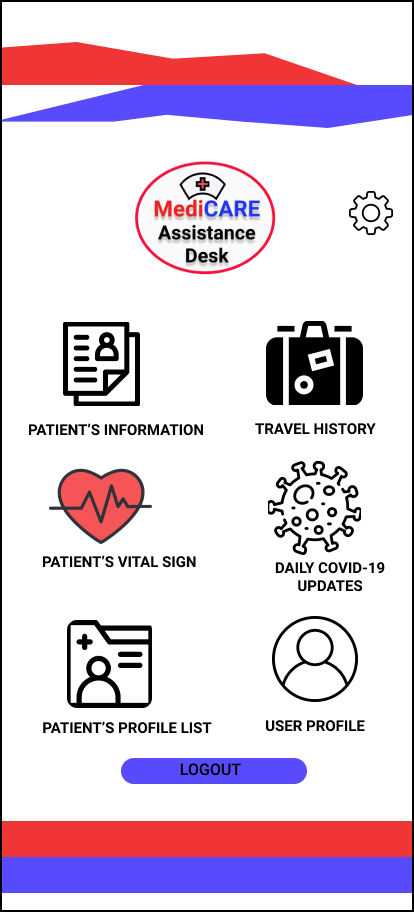 MediCARE
Assistance
Desk
PATIENT’S INFORMATION
TRAVEL HISTORY
PATIENT’S VITAL SIGN
DAILY COVID-19
UPDATES
PATIENT’S PROFILE LIST
USER PROFILE
LOGOUT